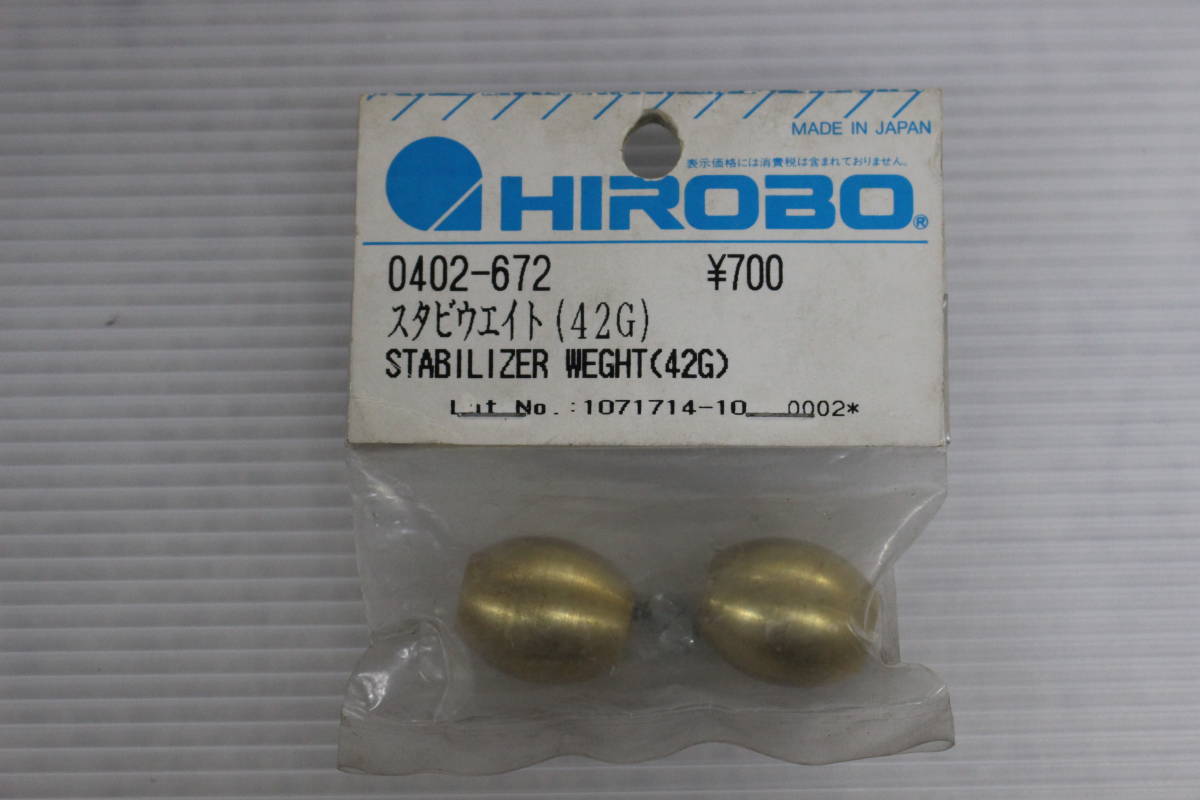 MADE IN JAPAN
表示価格には消費税は含まれておりません。
HIROBO®
0402-672 ¥700
スタビウエイト(42G)
STABILIZER WEGHT(42G)
Lot No.:1071714-10 0002*